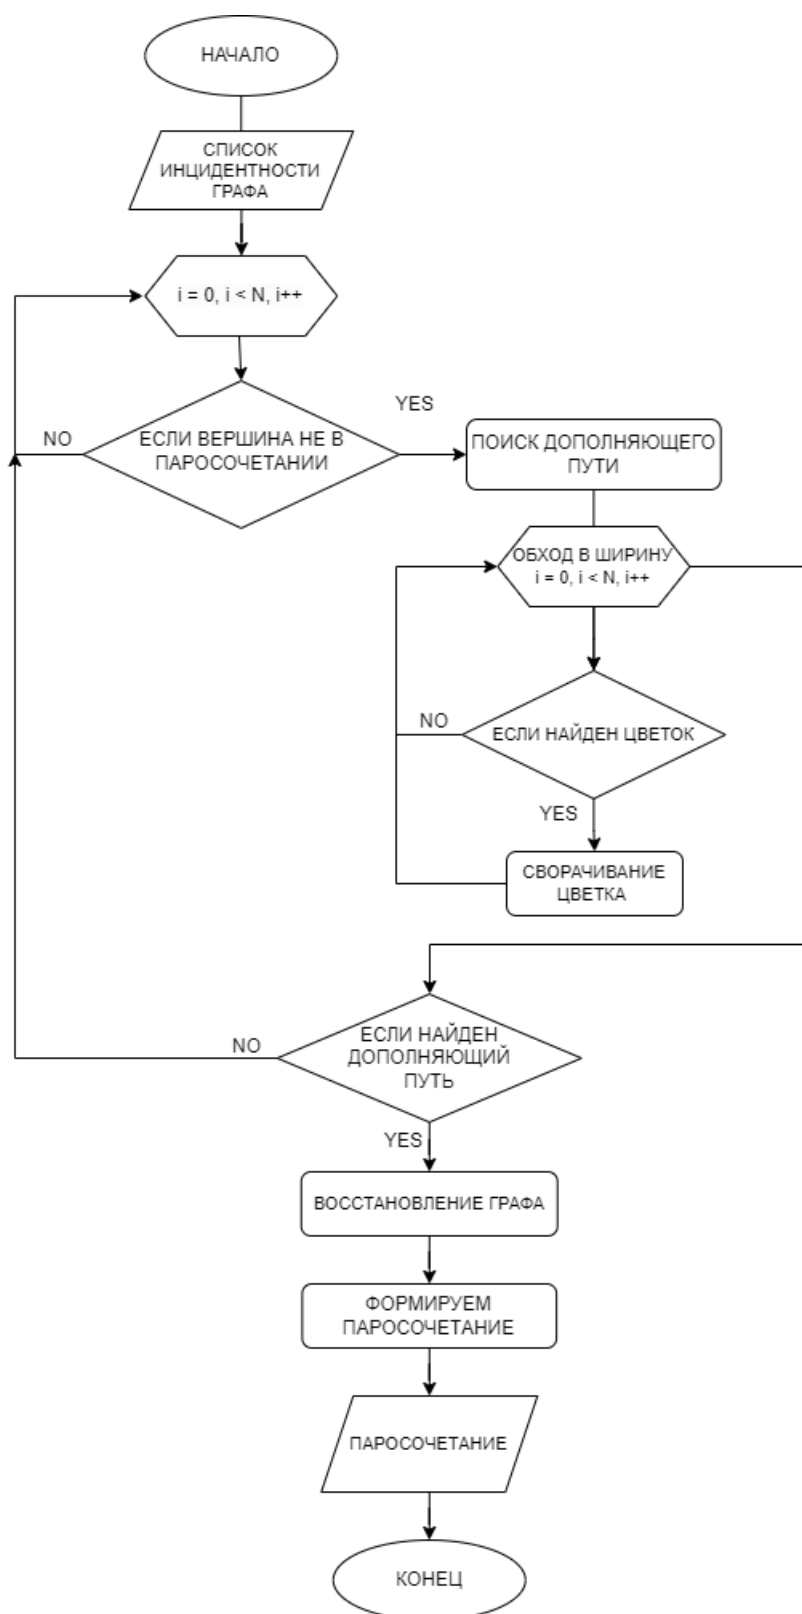 НАЧАЛО
СПИСОК
ИНЦИДЕНТНОСТИ
ГРАФА
i = 0, i < N, i++
ЕСЛИ ВЕРШИНА НЕ В
ПАРОСОЧЕТАНИИ
NO
YES
ПОИСК ДОПОЛНЯЮЩЕГО
ПУТИ
ОБХОД В ШИРИНУ
i = 0, i < N, i++
ЕСЛИ НАЙДЕН ЦВЕТОК
NO
YES
СВОРАЧИВАНИЕ
ЦВЕТКА
ЕСЛИ НАЙДЕН
ДОПОЛНЯЮЩИЙ
ПУТЬ
NO
YES
ВОССТАНОВЛЕНИЕ ГРАФА
ФОРМИРУЕМ
ПАРОСОЧЕТАНИЕ
ПАРОСОЧЕТАНИЕ
КОНЕЦ